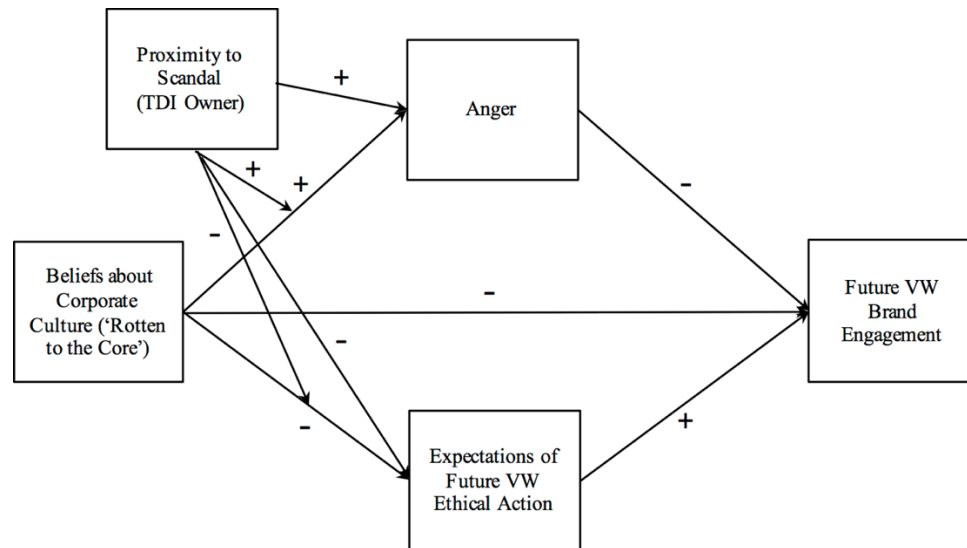 Proximity to
Scandal
(TDI Owner)
+
Anger
+
+
-
-
Beliefs about
Corporate
Culture (‘Rotten
to the Core’)
-
Future VW
Brand
Engagement
-
-
+
Expectations of
Future VW
Ethical Action